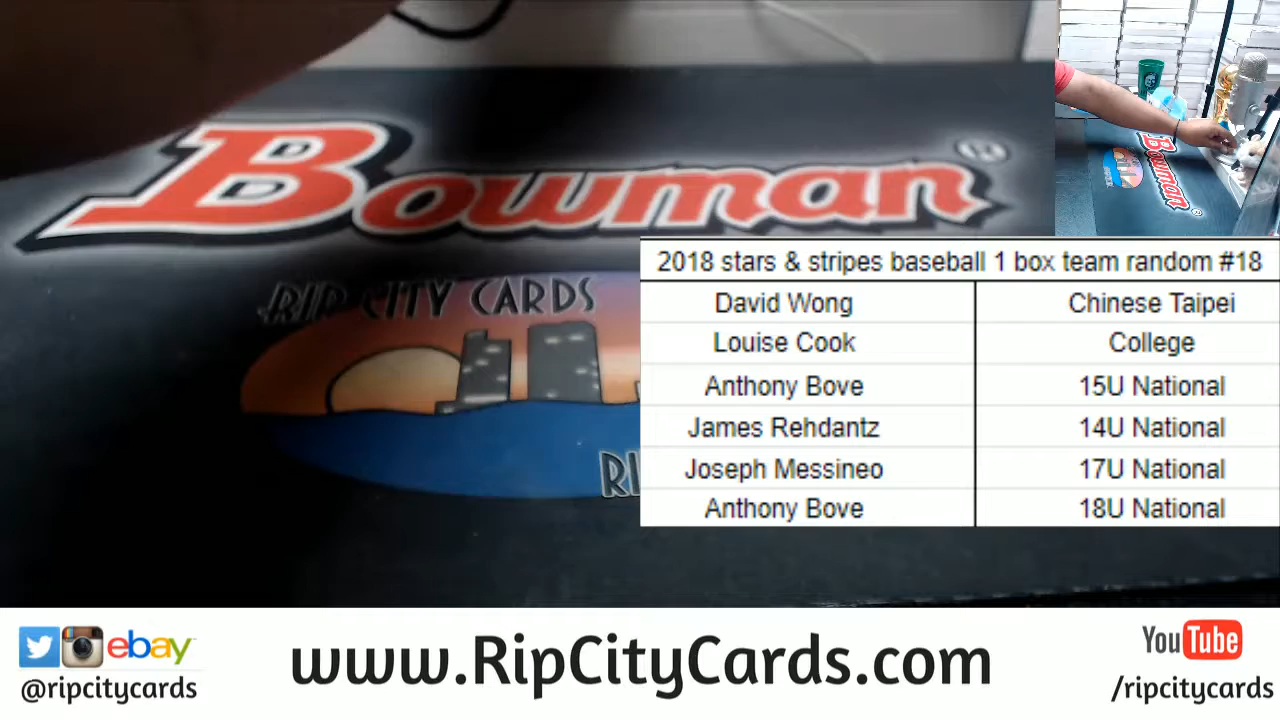 Bowman®
RIP CITY CARDS
2018 stars & stripes baseball 1 box team random #18
David Wong Chinese Taipei
Louise Cook College
Anthony Bove 15U National
James Rehdantz 14U National
Joseph Messineo 17U National
Anthony Bove 18U National
Bowman
ebay
@ripcitycards
www.RipCityCards.com
YouTube
/ripcitycards